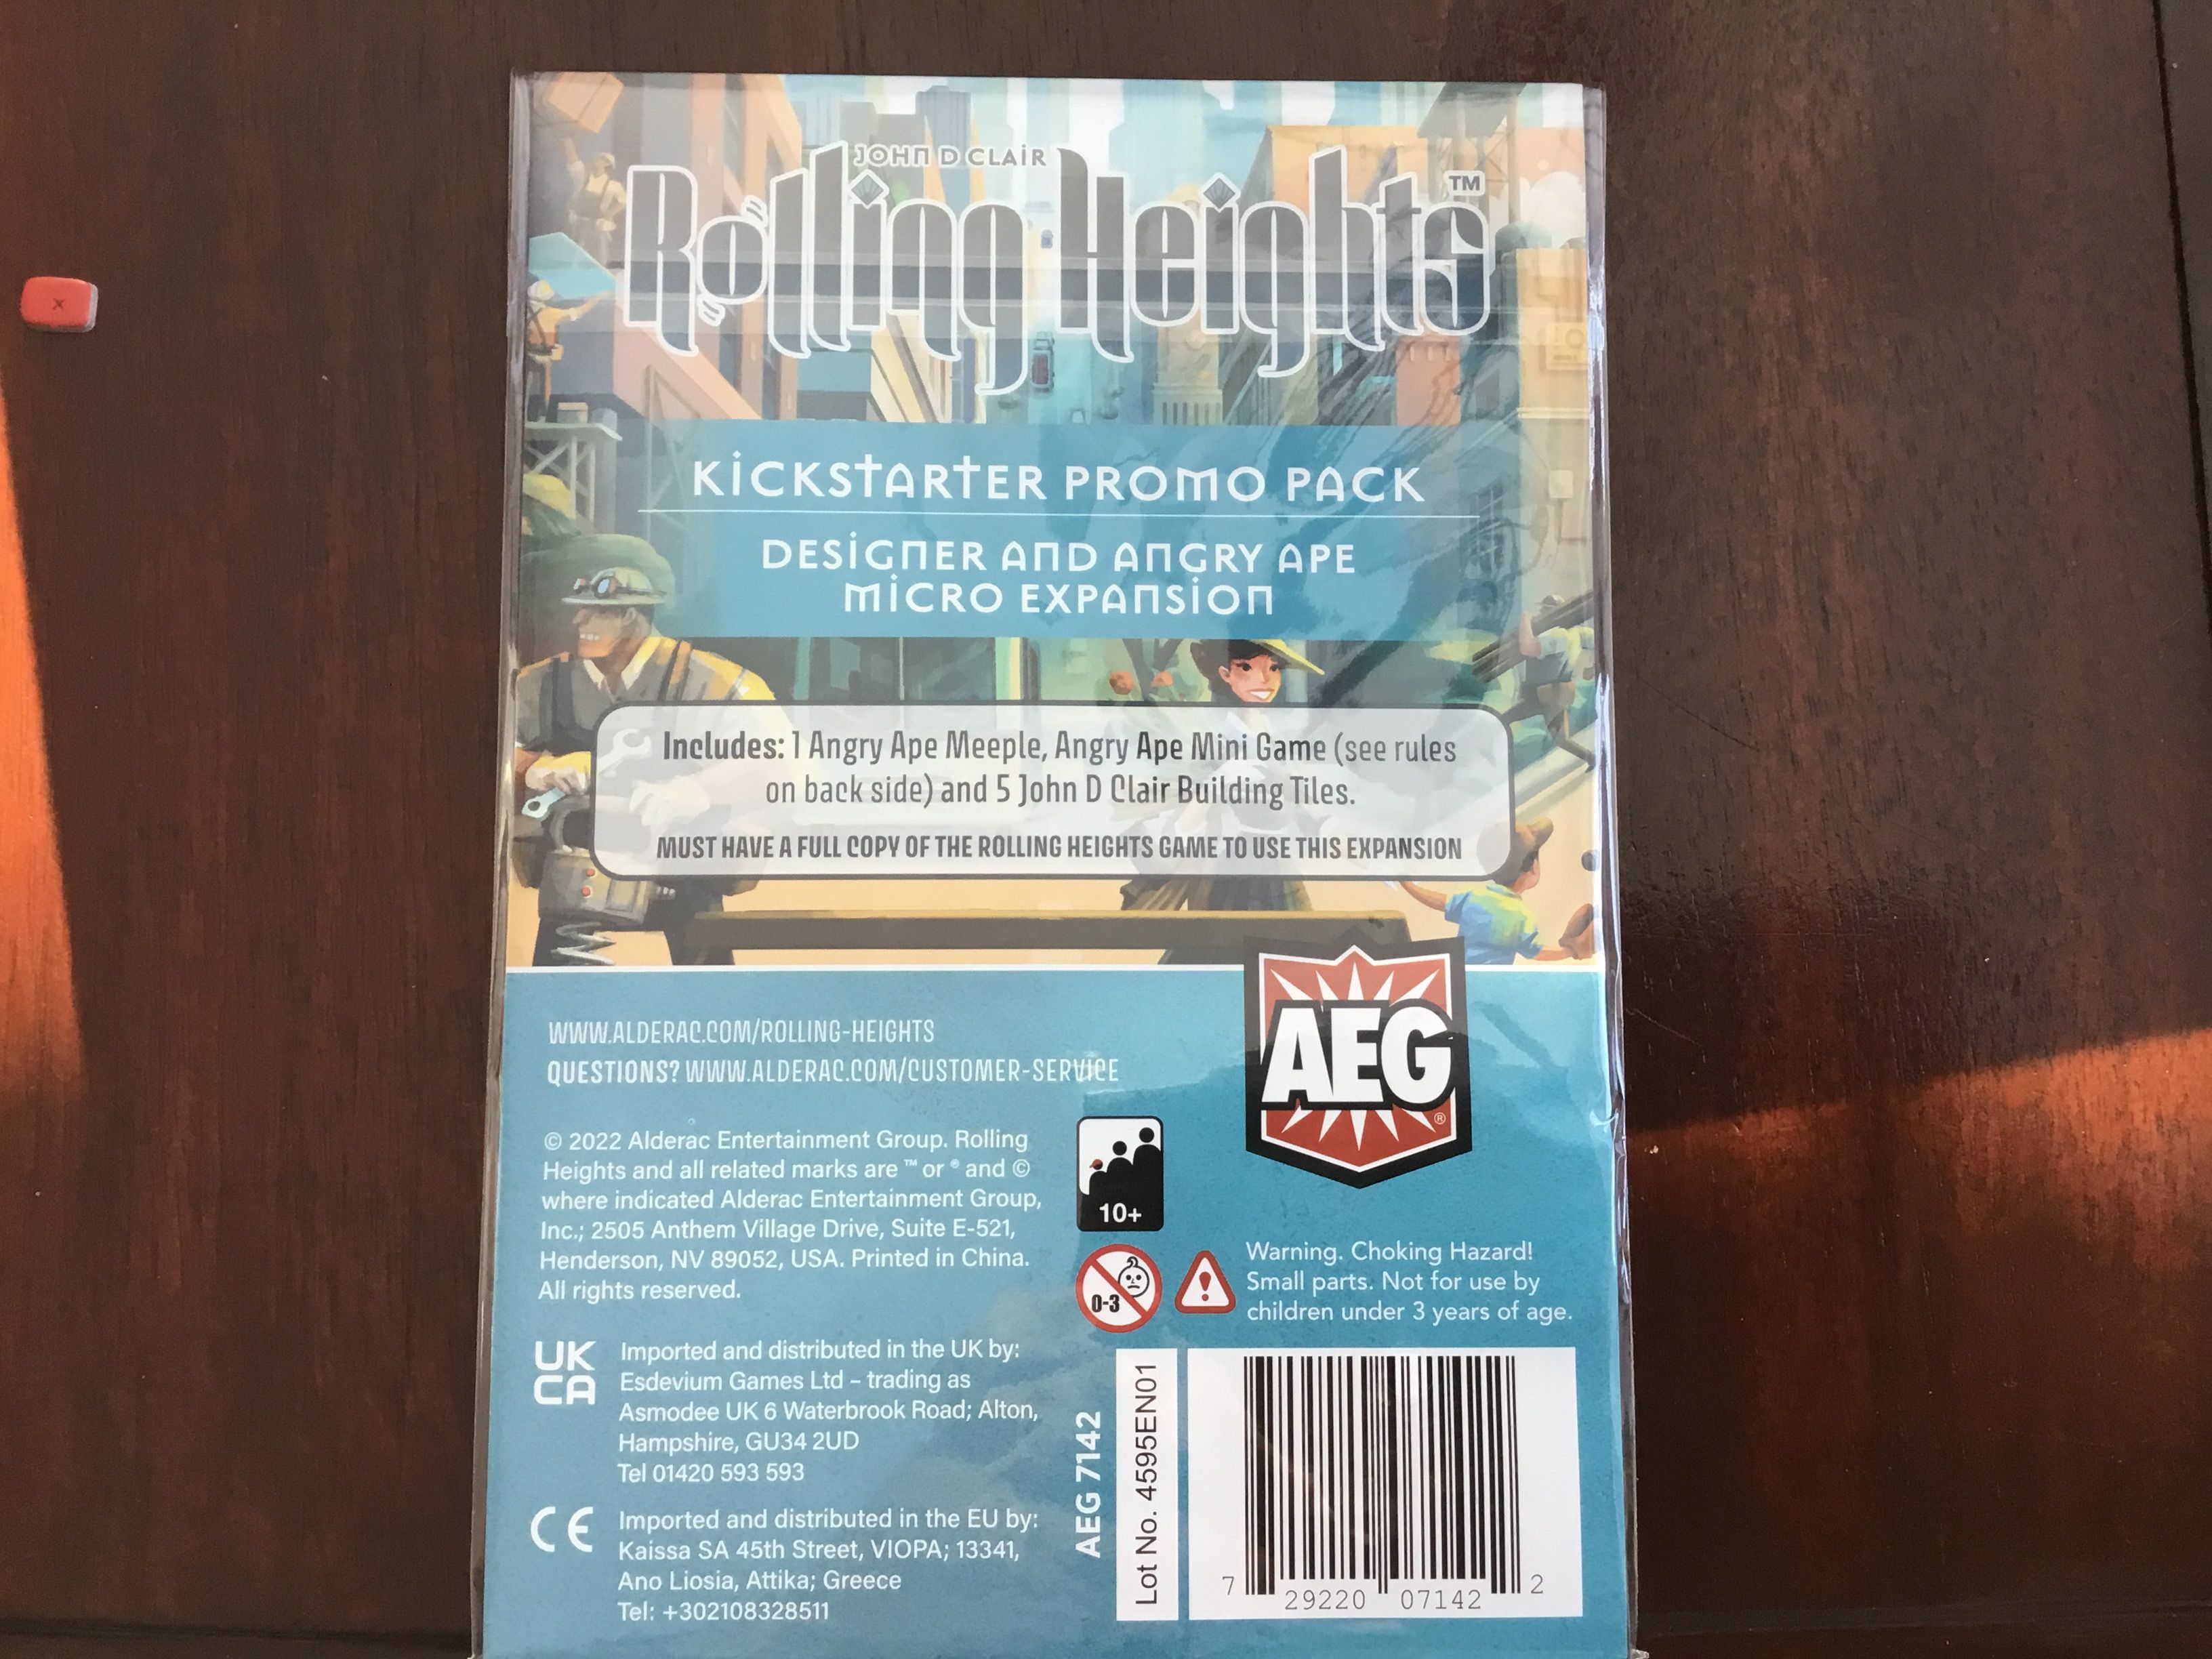 JOHN D CLAIR
Rolling Heights™
KICKSTARTER PROMO PACK
DESIGNER AND ANGRY APE
MICRO EXPANSION
Includes: 1 Angry Ape Meeple, Angry Ape Mini Game (see rules
on back side) and 5 John D Clair Building Tiles.
MUST HAVE A FULL COPY OF THE ROLLING HEIGHTS GAME TO USE THIS EXPANSION
WWW.ALDERAC.COM/ROLLING-HEIGHTS
QUESTIONS? WWW.ALDERAC.COM/CUSTOMER-SERVICE
AEG®
© 2022 Alderac Entertainment Group. Rolling
Heights and all related marks are ™ or ® and ©
where indicated Alderac Entertainment Group,
Inc.; 2505 Anthem Village Drive, Suite E-521,
Henderson, NV 89052, USA. Printed in China.
All rights reserved.
10+
0-3
Warning. Choking Hazard!
Small parts. Not for use by
children under 3 years of age.
UK
CA
Imported and distributed in the UK by:
Esdevium Games Ltd – trading as
Asmodee UK 6 Waterbrook Road; Alton,
Hampshire, GU34 2UD
Tel 01420 593 593
CE
Imported and distributed in the EU by:
Kaissa SA 45th Street, VIOPA; 13341,
Ano Liosia, Attika; Greece
Tel: +302108328511
AEG 7142
Lot No. 4595EN01
7 29220 07142 2
x